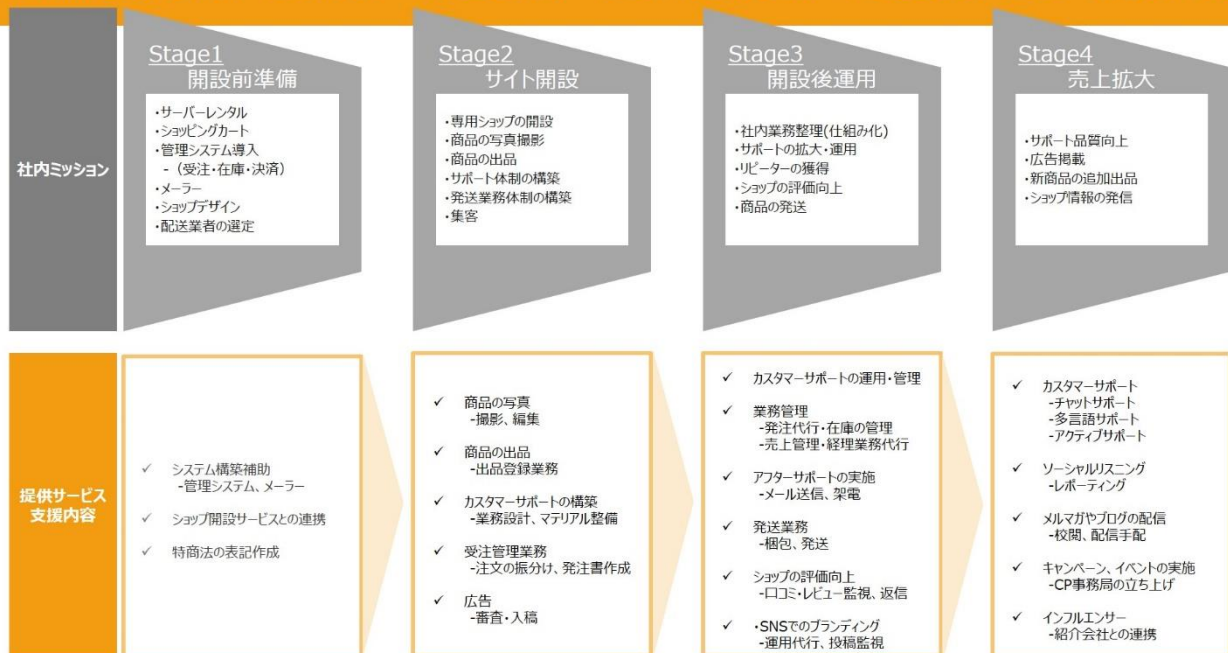 社内ミッション
Stage1
開設前準備
・サーバーレンタル
・ショッピングカート
・管理システム導入
- (受注・在庫・決済)
・メーラー
・ショップデザイン
・配送業者の選定
Stage2
サイト開設
・専用ショップの開設
・商品の写真撮影
・商品の出品
・サポート体制の構築
・発送業務体制の構築
・集客
Stage3
開設後運用
・社内業務整理(仕組み化)
・サポートの拡大・運用
・リピーターの獲得
・ショップの評価向上
・商品の発送
Stage4
売上拡大
・サポート品質向上
・広告掲載
・新商品の追加出品
・ショップ情報の発信
提供サービス
支援内容
✓ システム構築補助
-管理システム、メーラー
✓ ショップ開設サービスとの連携
✓ 特商法の表記作成
✓ 商品の写真
-撮影、編集
✓ 商品の出品
-出品登録業務
✓ カスタマーサポートの構築
-業務設計、マテリアル整備
✓ 受注管理業務
-注文の振分け、発注書作成
✓ 広告
-審査・入稿
✓ カスタマーサポートの運用・管理
✓ 業務管理
-発注代行・在庫の管理
-売上管理・経理業務代行
✓ アフターサポートの実施
-メール送信、架電
✓ 発送業務
-梱包、発送
✓ ショップの評価向上
-口コミ・レビュー監視、返信
✓ ・SNSでのブランディング
-運用代行、投稿監視
✓ カスタマーサポート
-チャットサポート
-多言語サポート
-アクティブサポート
✓ ソーシャルリスニング
-レポーティング
✓ メルマガやブログの配信
-校閲、配信手配
✓ キャンペーン、イベントの実施
-CP事務局の立ち上げ
✓ インフルエンサー
-紹介会社との連携